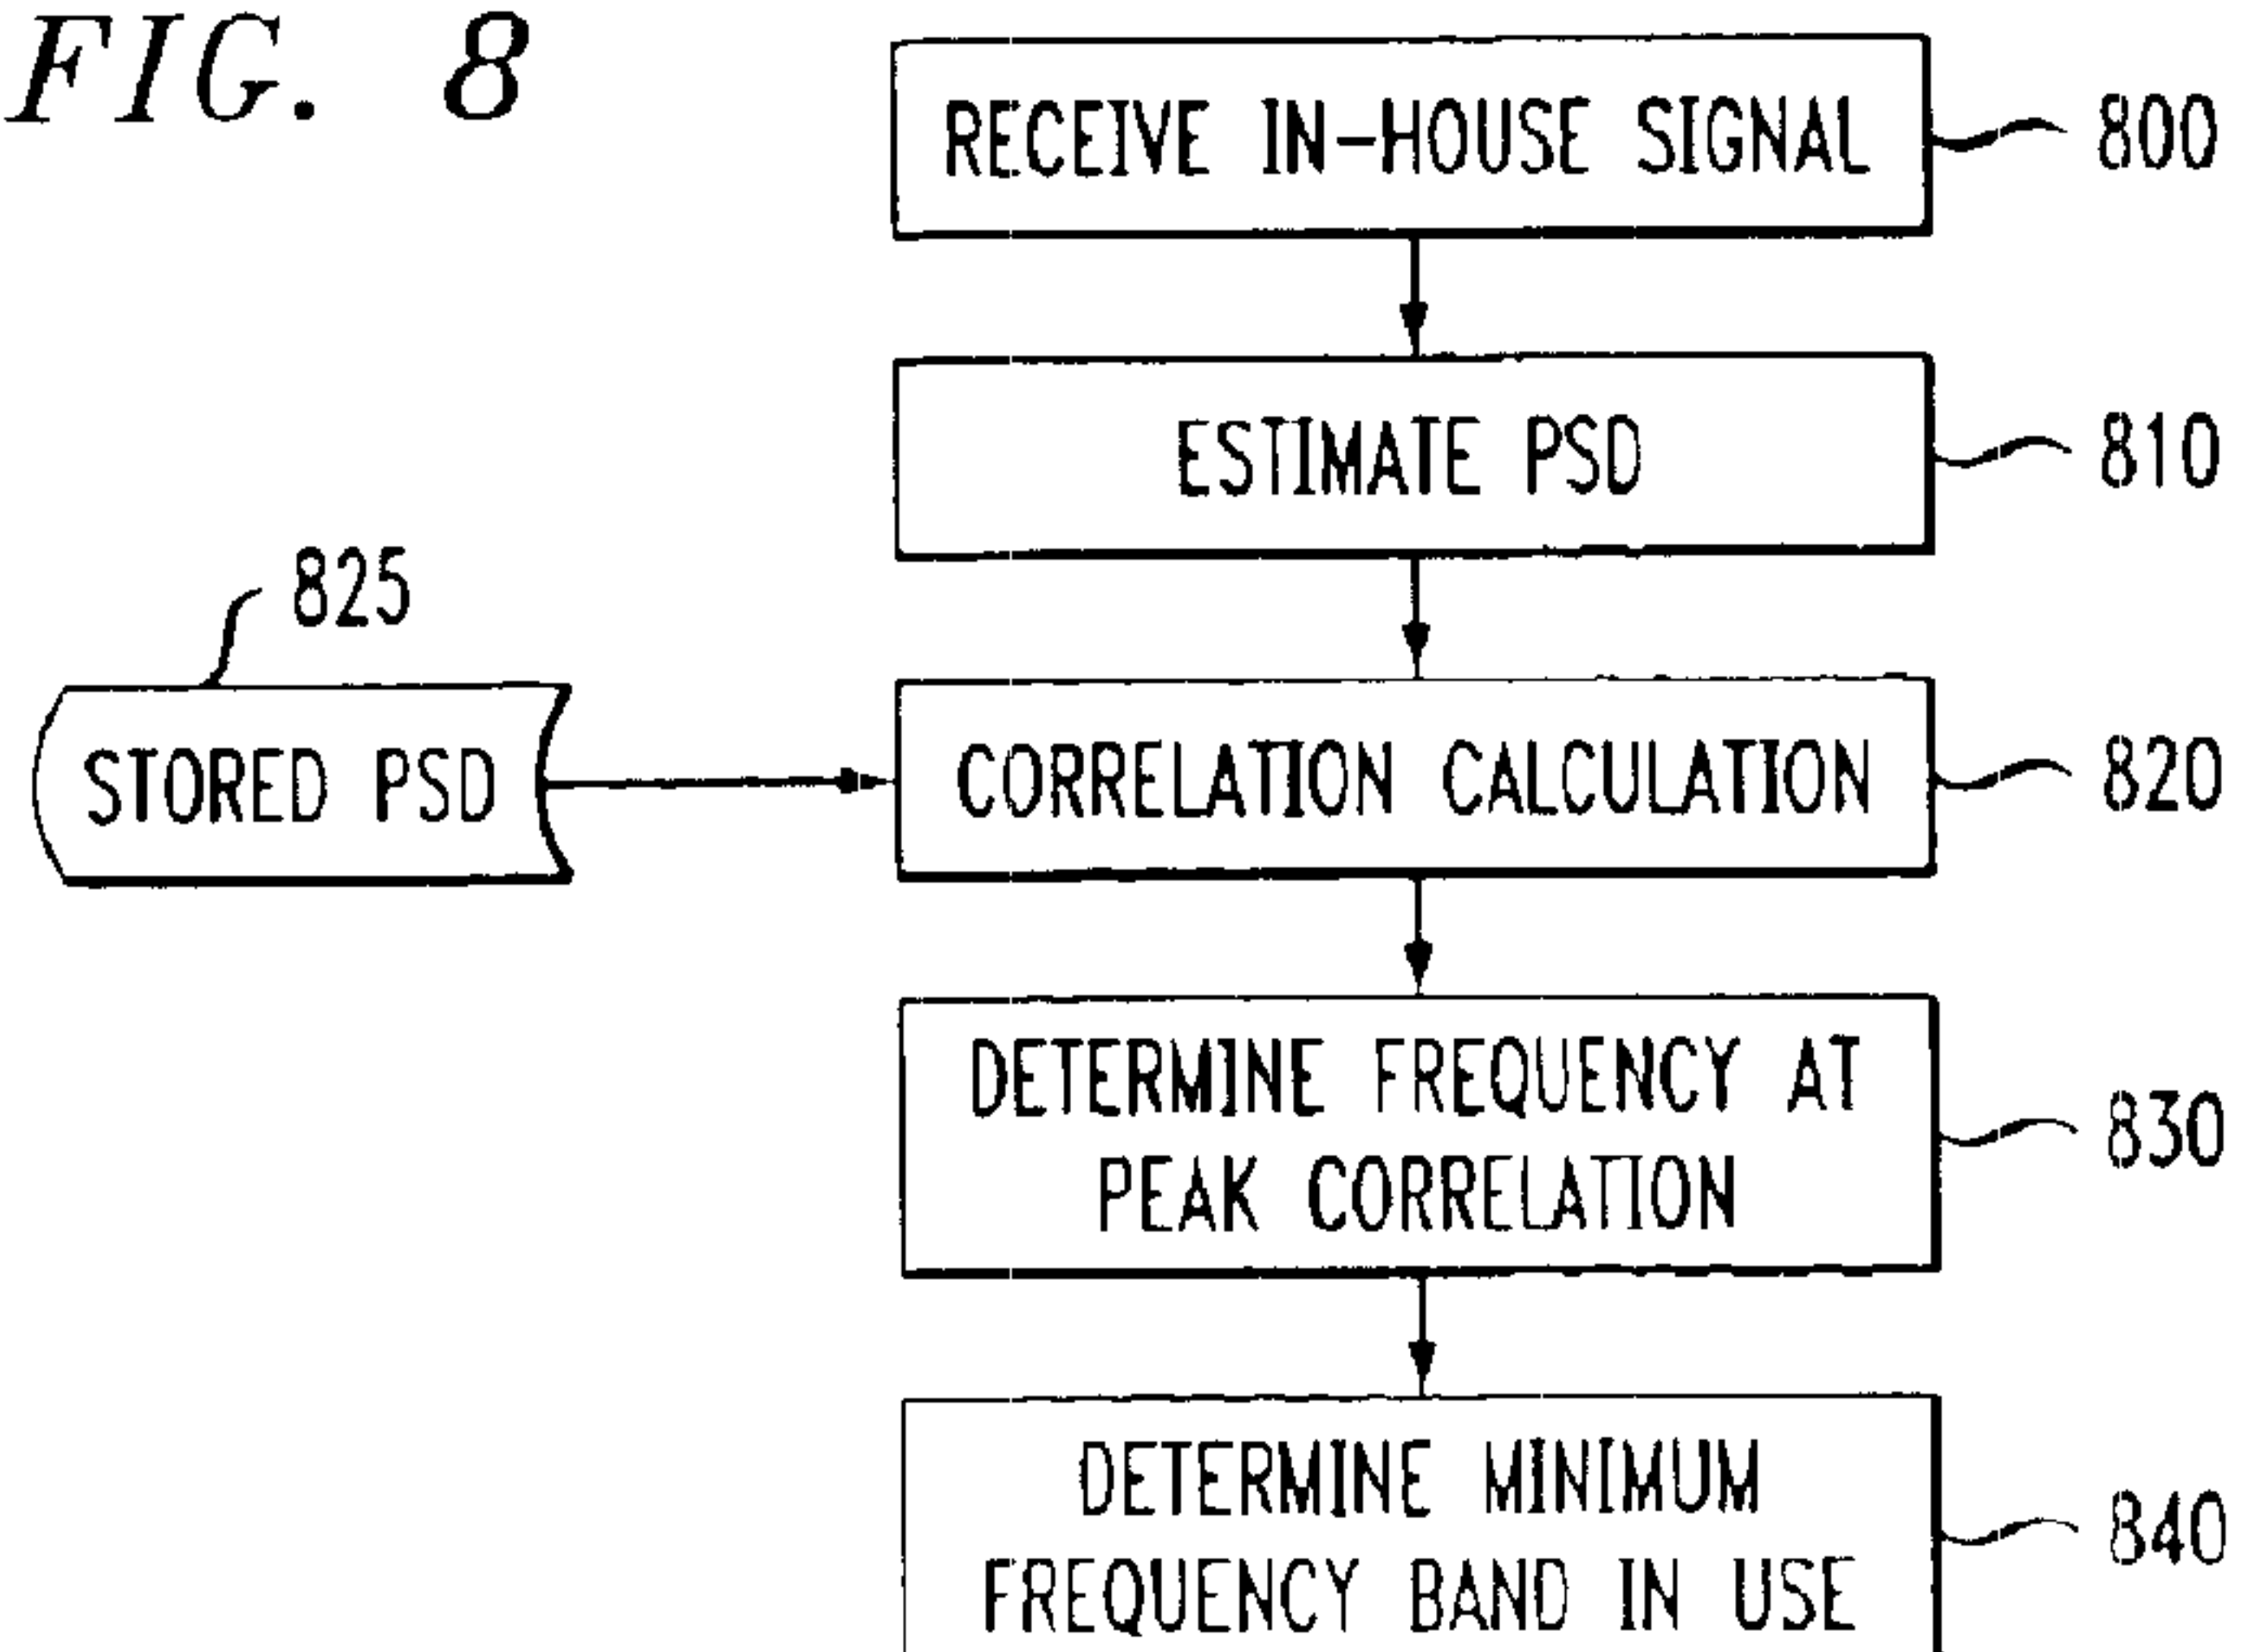 FIG. 8
RECEIVE IN-HOUSE SIGNAL
800
ESTIMATE PSD
810
825
STORED PSD
CORRELATION CALCULATION
820
DETERMINE FREQUENCY AT
PEAK CORRELATION
830
DETERMINE MINIMUM
FREQUENCY BAND IN USE
840